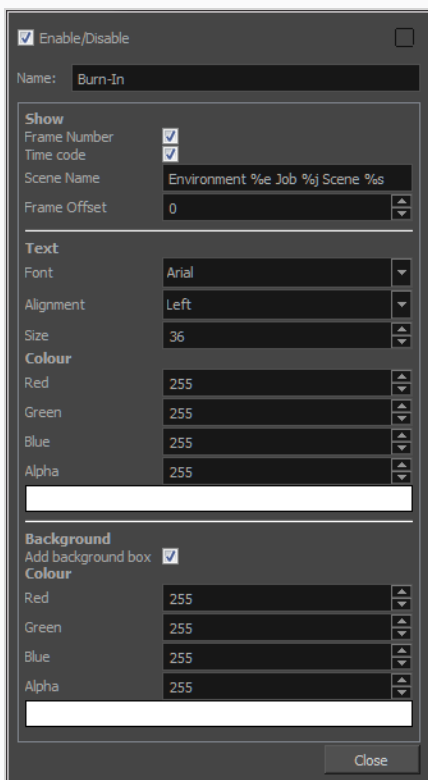 Enable/Disable
Name: Burn-In
Show
Frame Number
Time code
Scene Name Environment %e Job %j Scene %s
Frame Offset 0
Text
Font Arial
Alignment Left
Size 36
Colour
Red 255
Green 255
Blue 255
Alpha 255
Background
Add background box
Colour
Red 255
Green 255
Blue 255
Alpha 255
Close